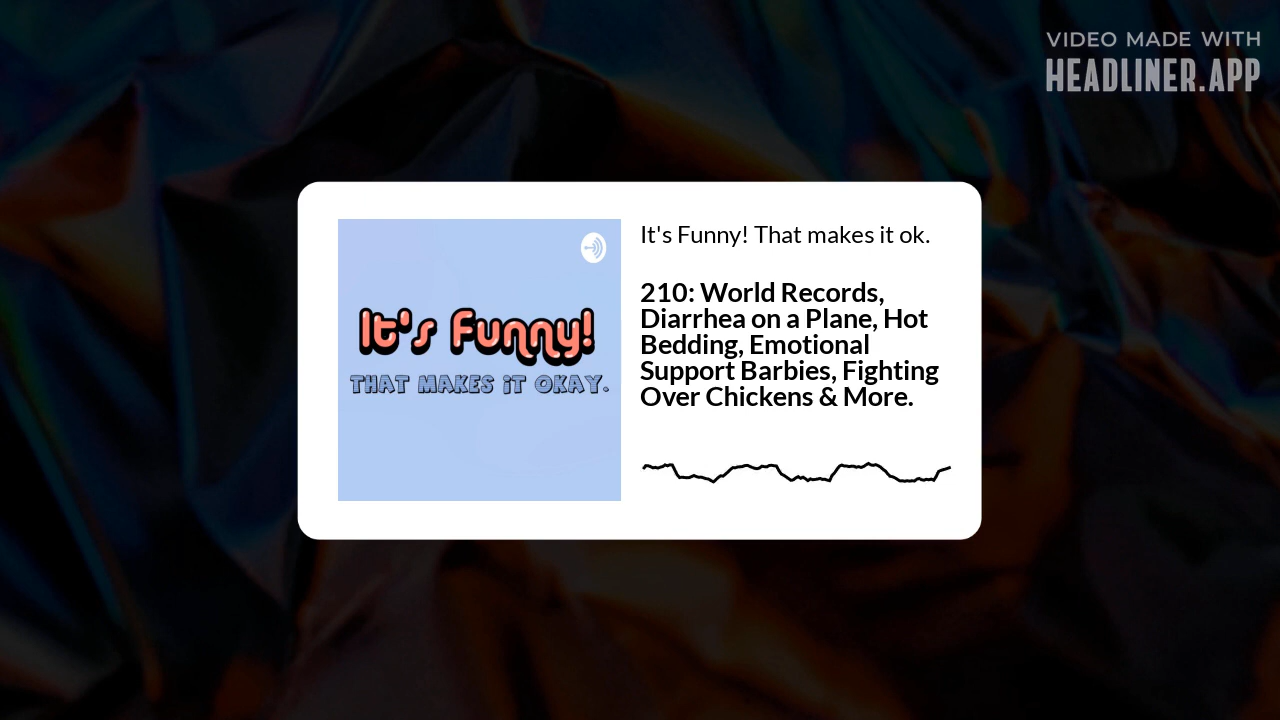 VIDEO MADE WITH
HEADLINER.APP
It's Funny!
THAT MAKES IT OKAY.
It's Funny! That makes it ok.
210: World Records,
Diarrhea on a Plane, Hot
Bedding, Emotional
Support Barbies, Fighting
Over Chickens & More.